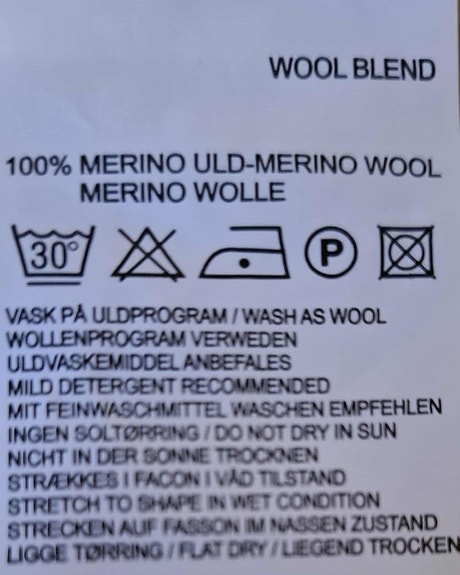 WOOL BLEND
100% MERINO ULD-MERINO WOOL
MERINO WOLLE
30°
P
VASK PÅ ULDPROGRAM / WASH AS WOOL
WOLLENPROGRAM VERWEDEN
ULDVASKEMIDDEL ANBEFALES
MILD DETERGENT RECOMMENDED
MIT FEINWASCHMITTEL WASCHEN EMPFEHLEN
INGEN SOLTØRRING / DO NOT DRY IN SUN
NICHT IN DER SONNE TROCKNEN
STRÆKKES I FACON I VÅD TILSTAND
STRETCH TO SHAPE IN WET CONDITION
STRECKEN AUF FASSON IM NASSEN ZUSTAND
LIGGE TØRRING / FLAT DRY / LIEGEND TROCKEN